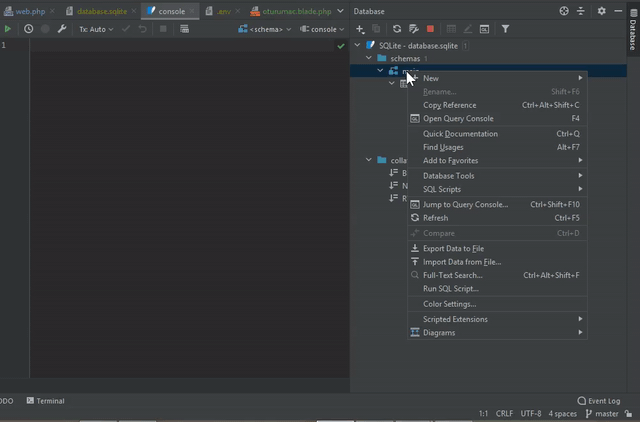 web.php
database.sqlite
console
.env
oturumac.blade.php
Database
Tx: Auto
<schema>
console
1
SQLite - database.sqlite 1
schemas 1
New
Rename... Shift+F6
Copy Reference Ctrl+Alt+Shift+C
Open Query Console F4
Quick Documentation Ctrl+Q
Find Usages Alt+F7
Add to Favorites
Database Tools
SQL Scripts
Jump to Query Console... Ctrl+Shift+F10
Refresh Ctrl+F5
Compare Ctrl+D
Export Data to File
Import Data from File...
Full-Text Search... Ctrl+Alt+Shift+F
Run SQL Script...
Color Settings...
Scripted Extensions
Diagrams
colla
B
N
R
Database
ODO
Terminal
Event Log
1:1 CRLF UTF-8 4 spaces master